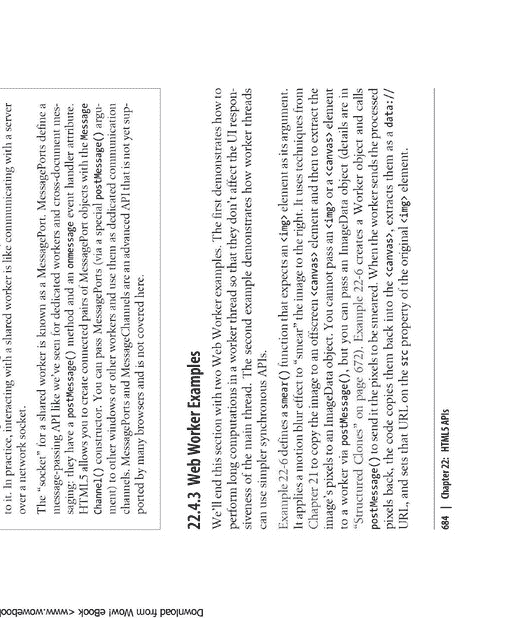 to it. In practice, interacting with a shared worker is like communicating with a server
over a network socket.
The “socket” for a shared worker is known as a MessagePort. MessagePorts define a
message-passing API like we’ve seen for dedicated workers and cross-document mes-
saging: they have a postMessage() method and an onmessage event handler attribute.
HTML5 allows you to create connected pairs of MessagePort objects with the Message
Channel() constructor. You can pass MessagePorts (via a special postMessage() argu-
ment) to other windows or other workers and use them as dedicated communication
channels. MessagePorts and MessageChannels are an advanced API that is not yet sup-
ported by many browsers and is not covered here.
22.4.3 Web Worker Examples
We’ll end this section with two Web Worker examples. The first demonstrates how to
perform long computations in a worker thread so that they don’t affect the UI respon-
siveness of the main thread. The second example demonstrates how worker threads
can use simpler synchronous APIs.
Example 22-6 defines a smear() function that expects an <img> element as its argument.
It applies a motion blur effect to “smear” the image to the right. It uses techniques from
Chapter 21 to copy the image to an offscreen <canvas> element and then to extract the
image’s pixels to an ImageData object. You cannot pass an <img> or a <canvas> element
to a worker via postMessage(), but you can pass an ImageData object (details are in
“Structured Clones” on page 672). Example 22-6 creates a Worker object and calls
postMessage() to send it the pixels to be smeared. When the worker sends the processed
pixels back, the code copies them back into the <canvas>, extracts them as a data://
URL, and sets that URL on the src property of the original <img> element.
684 | Chapter 22: HTML5 APIs
Download from Wow! eBook <www.wowebook